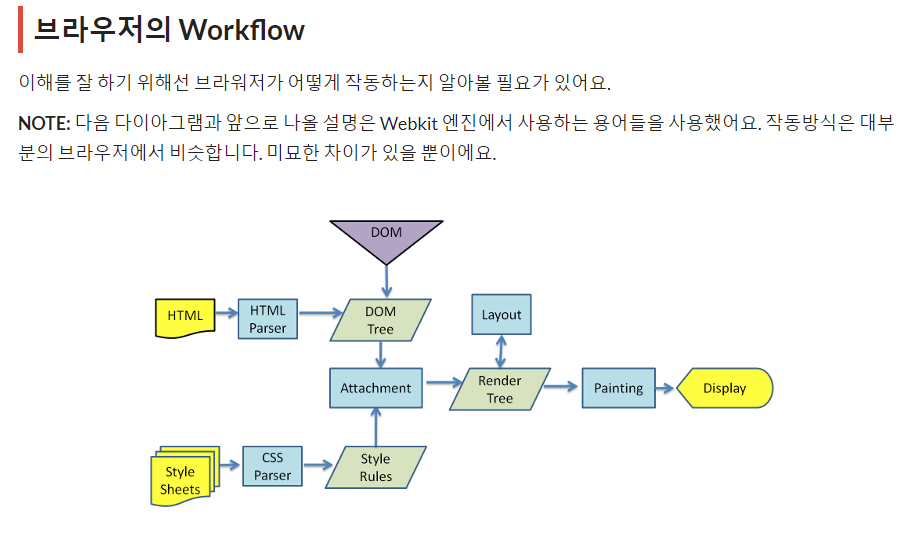 브라우저의 Workflow
이해를 잘 하기 위해선 브라워저가 어떻게 작동하는지 알아볼 필요가 있어요.
NOTE: 다음 다이아그램과 앞으로 나올 설명은 Webkit 엔진에서 사용하는 용어들을 사용했어요. 작동방식은 대부
분의 브라우저에서 비슷합니다. 미묘한 차이가 있을 뿐이에요.
DOM
HTML
HTML
Parser
DOM
Tree
Layout
Attachment
Render
Tree
Painting
Display
Style
Sheets
CSS
Parser
Style
Rules